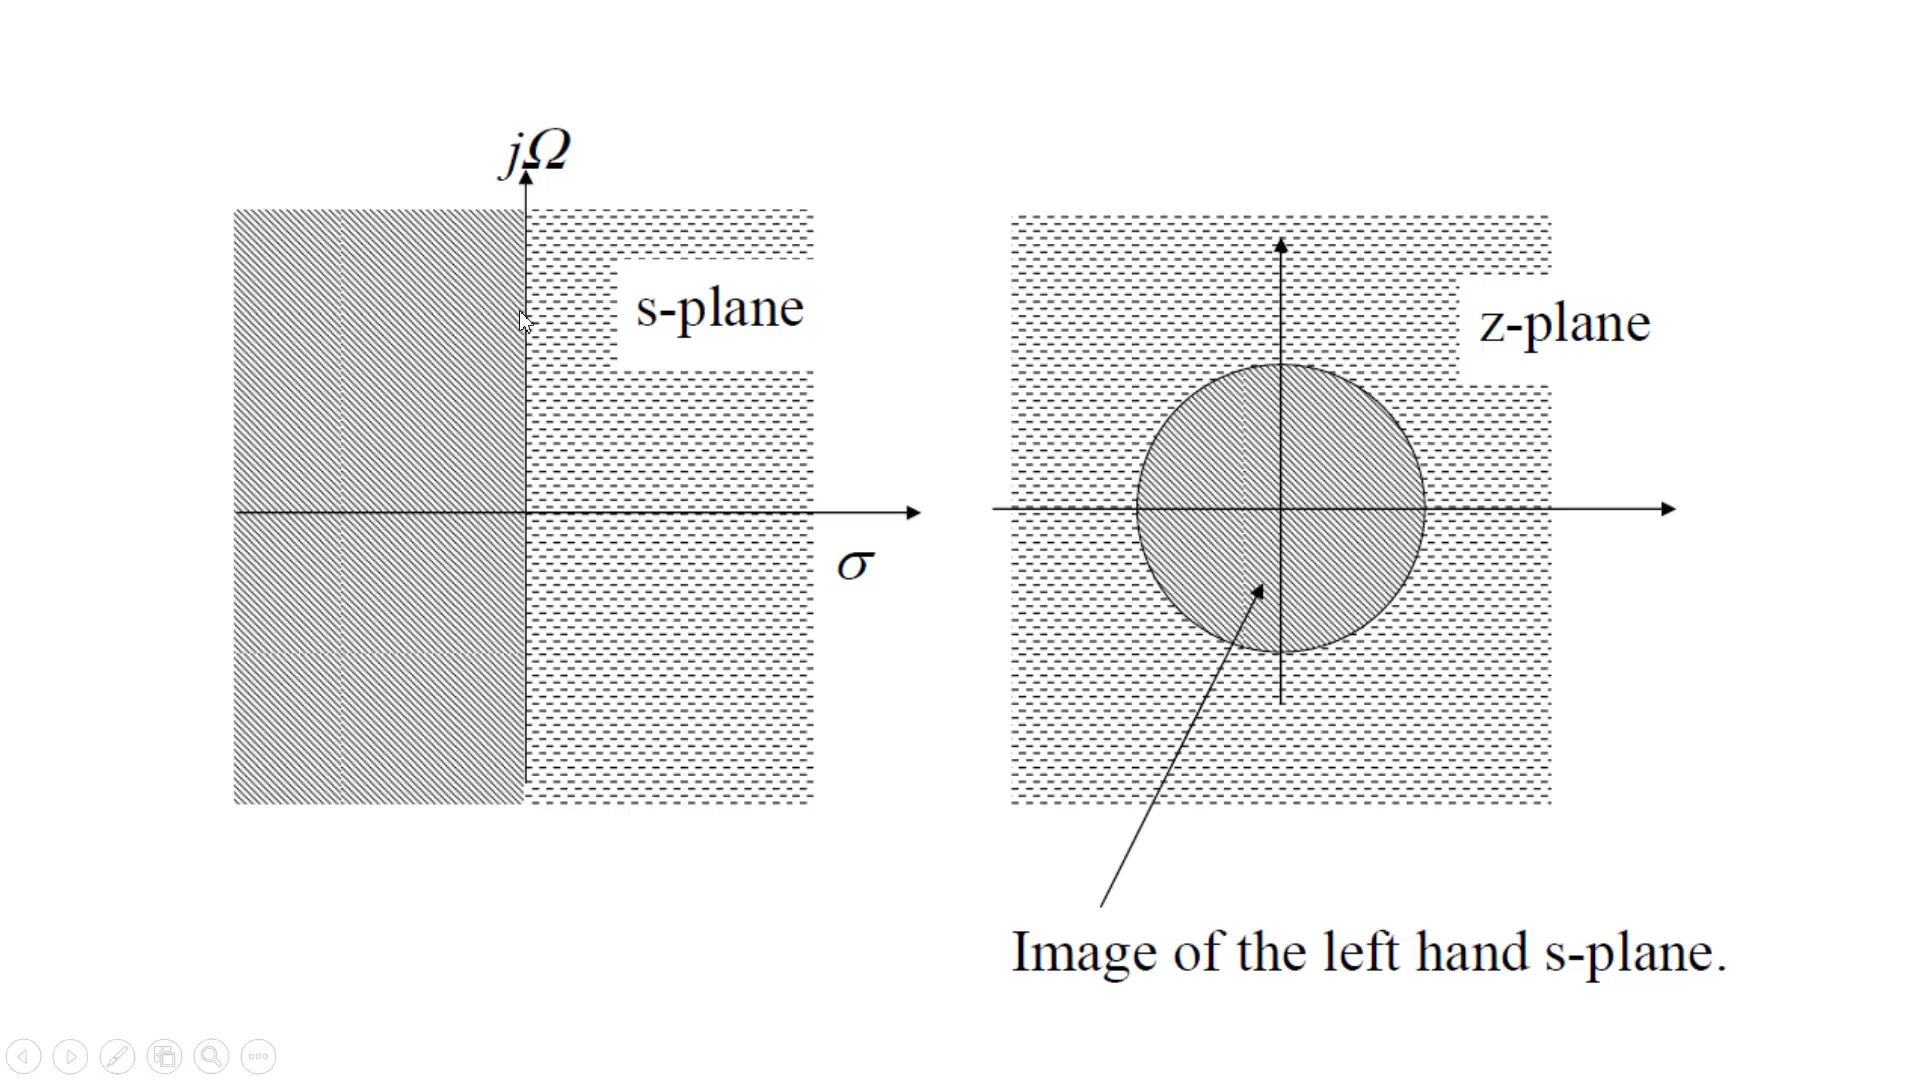 jΩ
s-plane
z-plane
σ
Image of the left hand s-plane.